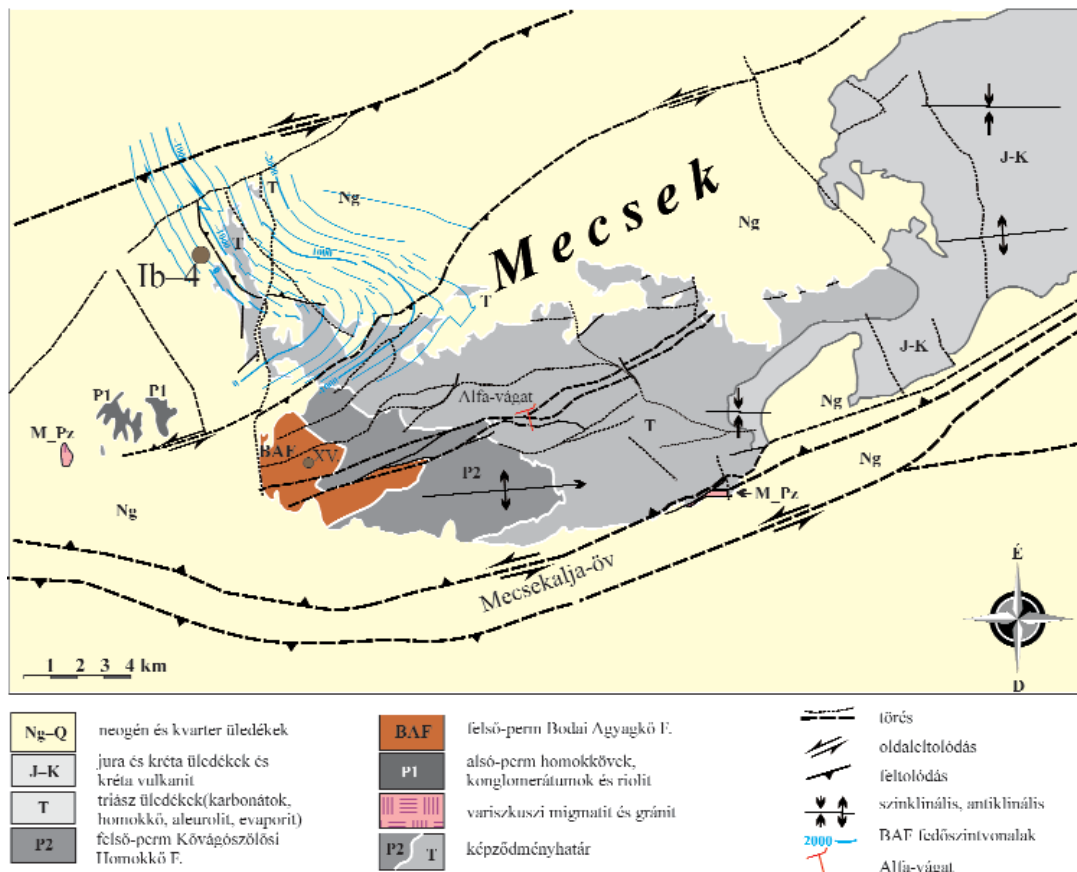 J-K
T
Ng
Mecsek
Ng
T
Ib-4
T
J-K
P1
P1
Alfa-vágat
Ng
M_Pz
BAF
XV
T
P2
Ng
M_Pz
Ng
Mecsekalja-öv
É
D
1 2 3 4 km
Ng–Q neogén és kvarter üledékek
J–K jura és kréta üledékek és
kréta vulkanit
T triász üledékek(karbonátok,
homokkő, aleurolit, evaporit)
P2 felső-perm Kővágószőlősi
Homokkő F.
BAF felső-perm Bodai Agyagkő F.
P1 alsó-perm homokkövek,
konglomerátumok és riolit
variszkuszi migmatit és gránit
P2 T képződményhatár
törés
oldaleltolódás
feltolódás
szinklinális, antiklinális
2000 BAF fedőszintvonalak
Alfa-vágat